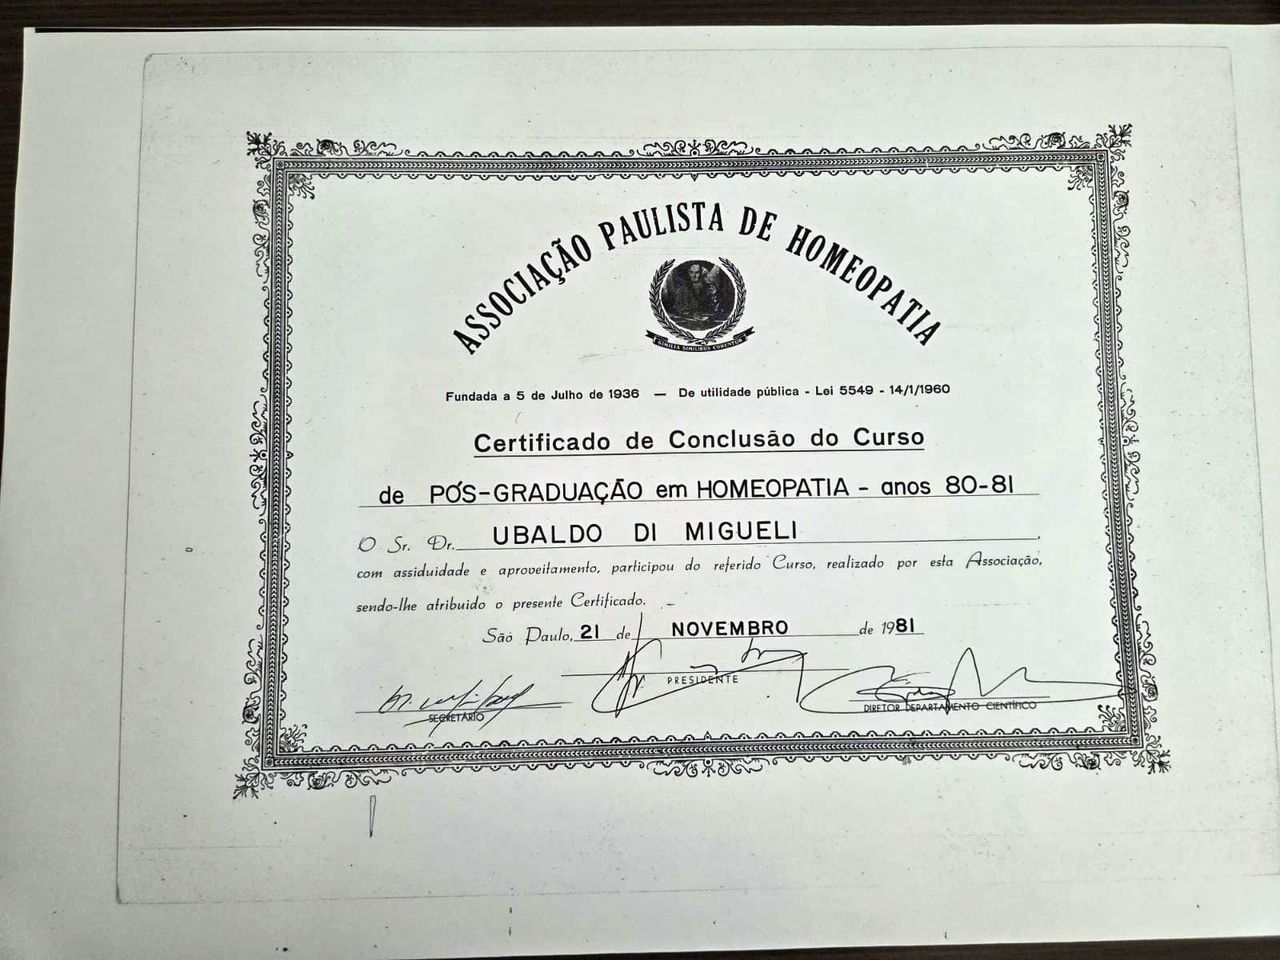 ASSOCIAÇÃO PAULISTA DE HOMEOPATIA
SIMILIA SIMILIBUS CURENTUR
Fundada a 5 de Julho de 1936 — De utilidade pública - Lei 5549 - 14/1/1960
Certificado de Conclusão do Curso
de PÓS-GRADUAÇÃO em HOMEOPATIA - anos 80-81
O Sr. Dr. UBALDO DI MIGUELI,
com assiduidade e aproveitamento, participou do referido Curso, realizado por esta Associação,
sendo-lhe atribuido o presente Certificado.
São Paulo, 21 de NOVEMBRO de 1981
PRESIDENTE
SECRETÁRIO
DIRETOR DEPARTAMENTO CIENTÍFICO